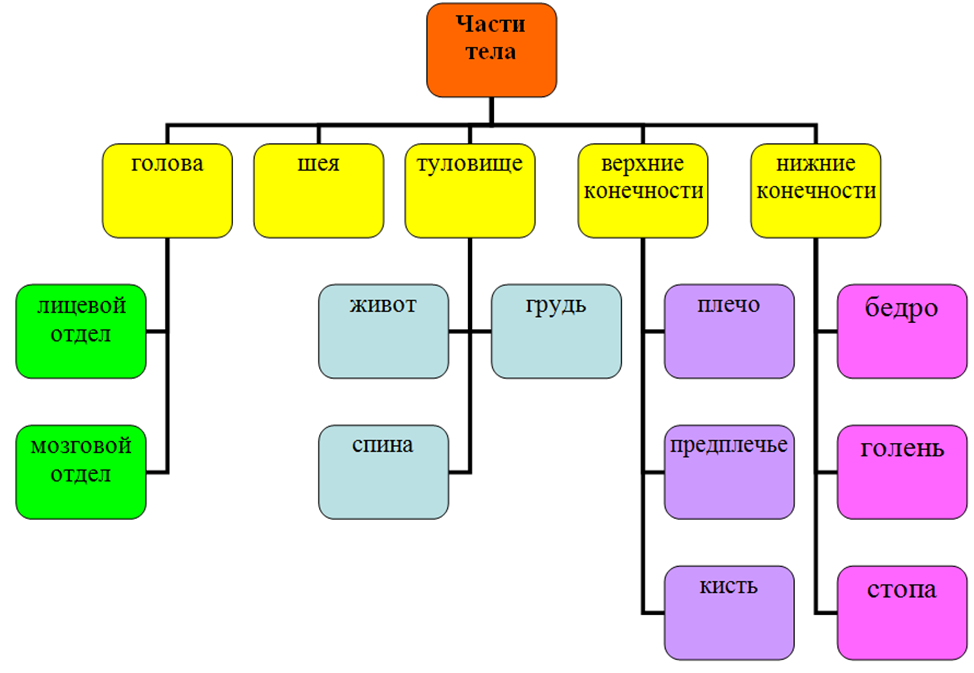 Части
тела
голова
шея
туловище
верхние
конечности
нижние
конечности
лицевой
отдел
живот
грудь
плечо
бедро
мозговой
отдел
спина
предплечье
голень
кисть
стопа